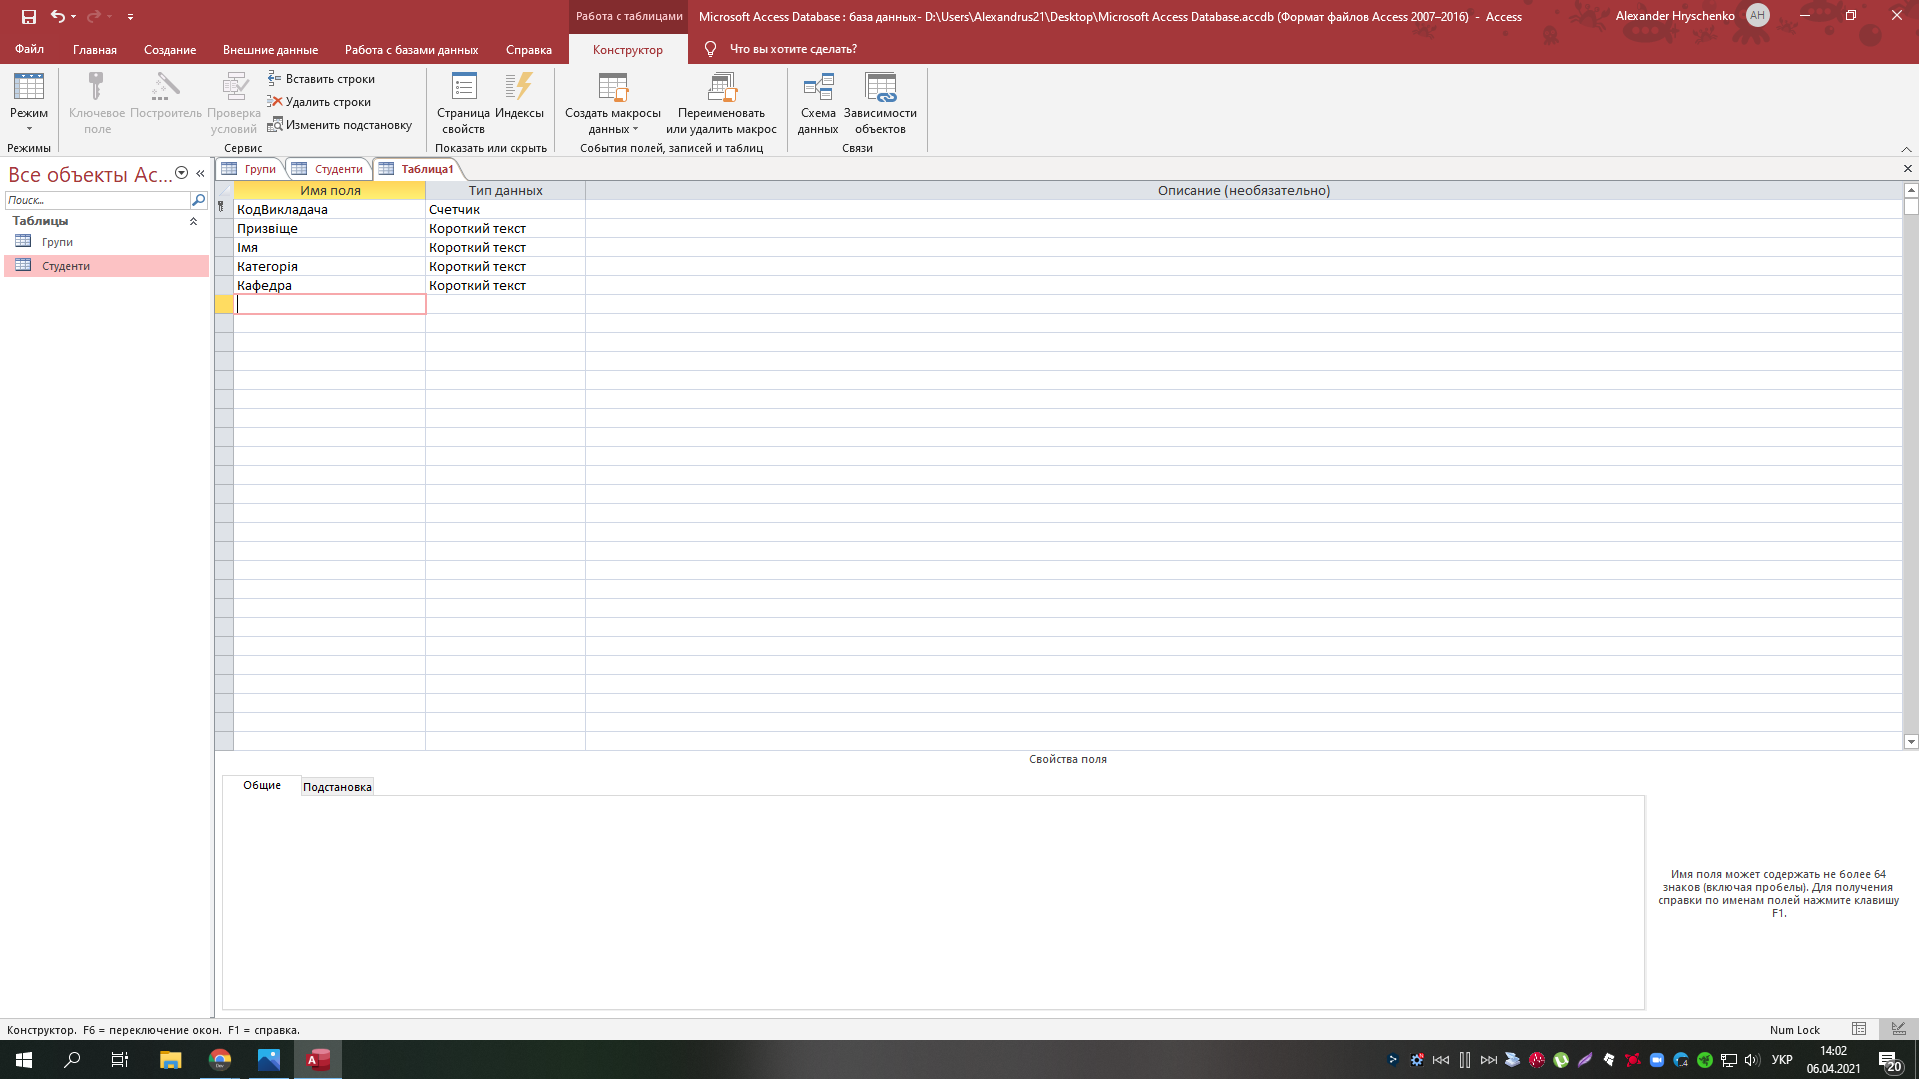 Работа с таблицами
Microsoft Access Database : база данных- D:\Users\Alexandrus21\Desktop\Microsoft Access Database.accdb (Формат файлов Access 2007–2016) - Access
Alexander Hryschenko
AH
Файл
Главная
Создание
Внешние данные
Работа с базами данных
Справка
Конструктор
Что вы хотите сделать?
Режим
Ключевое поле
Построитель
Проверка условий
Вставить строки
Удалить строки
Изменить подстановку
Страница свойств
Индексы
Создать макросы данных
Переименовать или удалить макрос
Схема данных
Зависимости объектов
Режимы
Сервис
Показать или скрыть
События полей, записей и таблиц
Связи
Все объекты Ac...
Поиск...
Таблицы
Групи
Студенти
Групи
Студенти
Таблица1
Имя поля
Тип данных
Описание (необязательно)
КодВикладача
Счетчик
Призвіще
Короткий текст
Імя
Короткий текст
Категорія
Короткий текст
Кафедра
Короткий текст
Свойства поля
Общие
Подстановка
Имя поля может содержать не более 64
знаков (включая пробелы). Для получения
справки по именам полей нажмите клавишу
F1.
Конструктор. F6 = переключение окон. F1 = справка.
Num Lock
УКР
14:02
06.04.2021
20